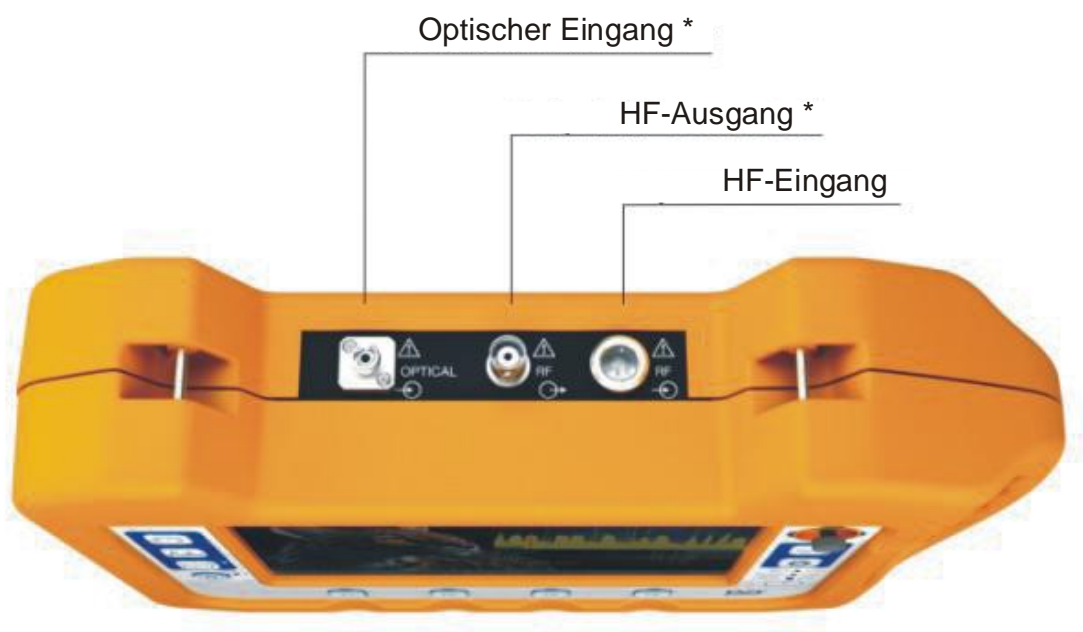 Optischer Eingang *
HF-Ausgang *
HF-Eingang
OPTICAL
RF
RF